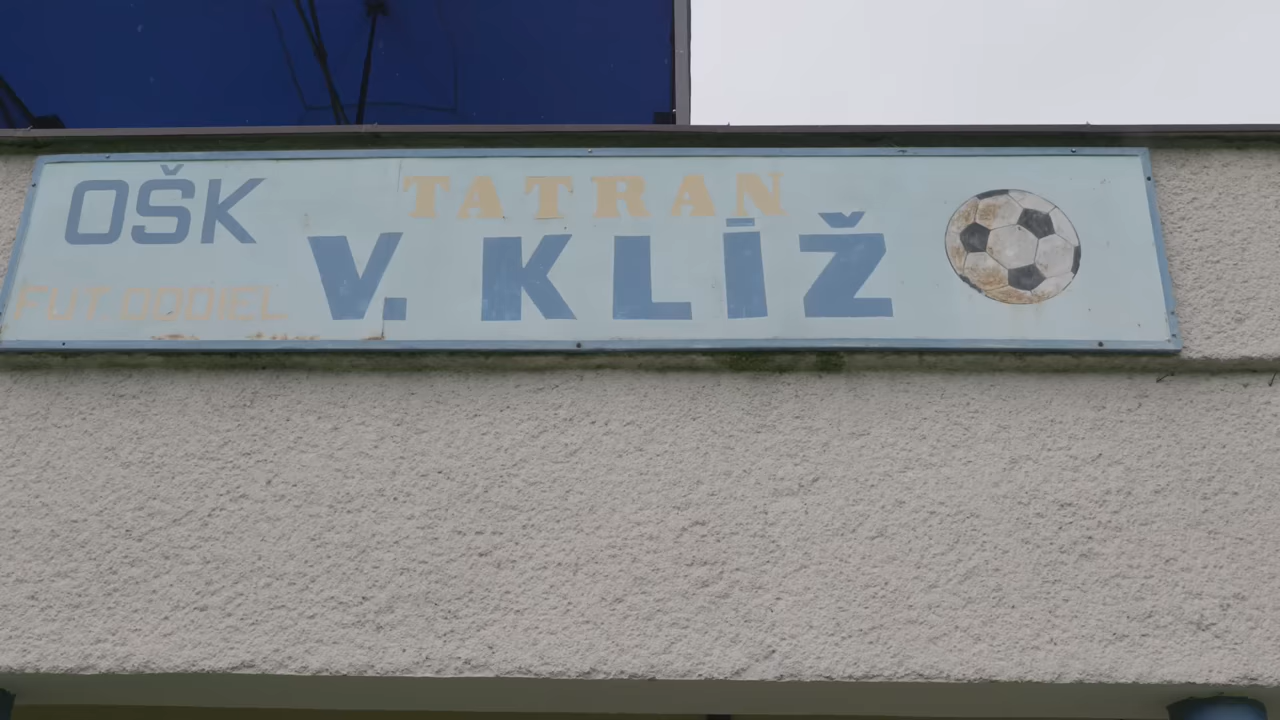 OŠK
FUT. ODDIEL
TATRAN
V. KLÍŽ